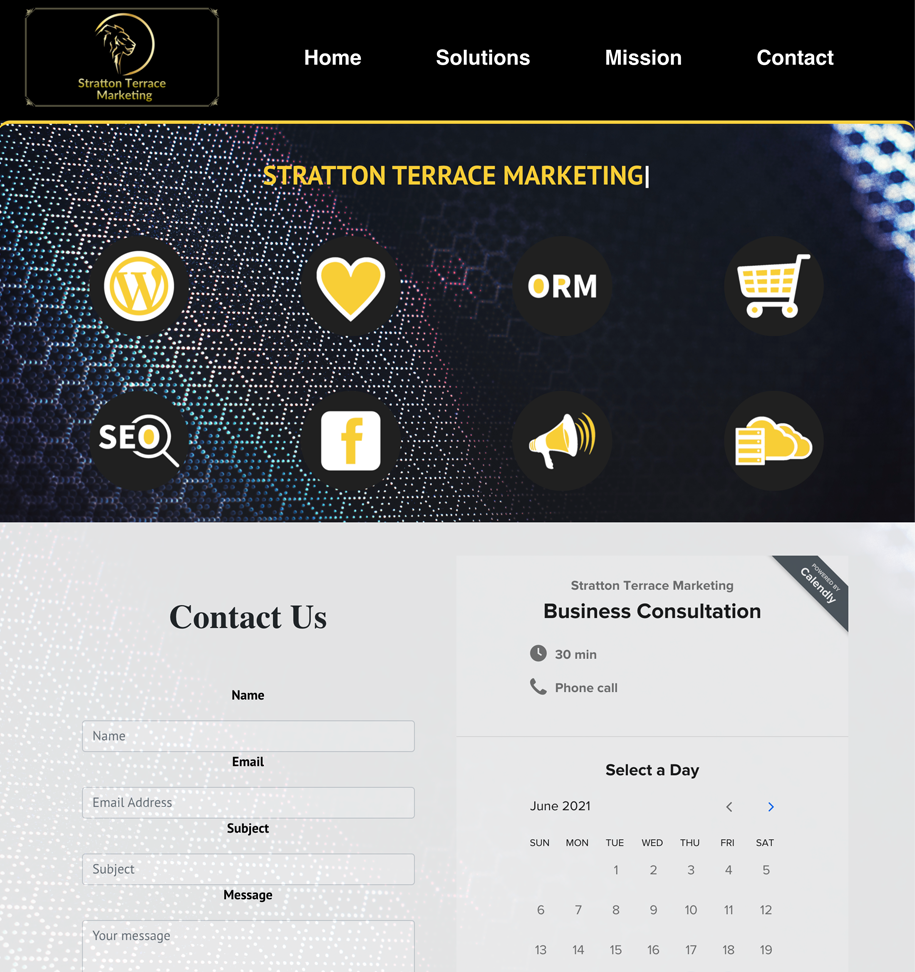 Stratton Terrace
Marketing
Home Solutions Mission Contact
STRATTON TERRACE MARKETING|
ORM
SEO
f
Contact Us
Name
Name
Email
Email Address
Subject
Subject
Message
Your message
POWERED BY
Calendly
Stratton Terrace Marketing
Business Consultation
30 min
Phone call
Select a Day
June 2021
SUN MON TUE WED THU FRI SAT
1 2 3 4 5
6 7 8 9 10 11 12
13 14 15 16 17 18 19